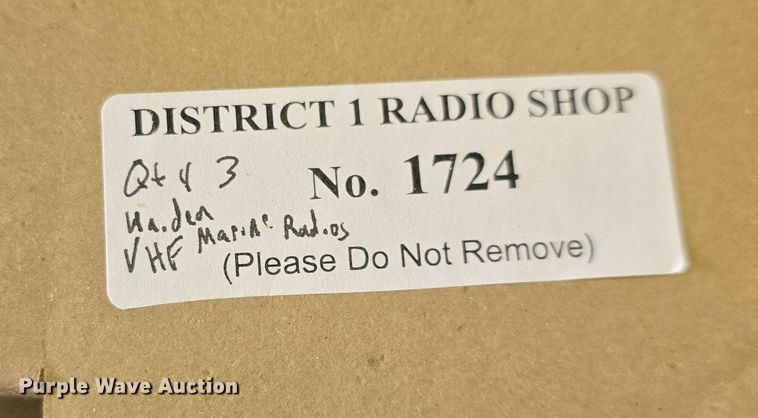 DISTRICT 1 RADIO SHOP
Qty 3 No. 1724
VHF Marine Radios
(Please Do Not Remove)
Purple Wave Auction